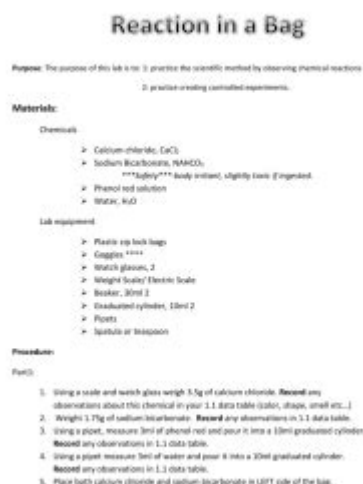 Reaction in a Bag
Purpose: The purpose of this lab is to: 1: practice the scientific method by observing chemical reactions
2: practice creating controlled experiments.
Materials:
Chemicals
➢ Calcium chloride, CaCl₂
➢ Sodium Bicarbonate, NAHCO₃
***Safety*** body irritant, slightly toxic if ingested.
➢ Phenol red solution
➢ Water, H₂O
Lab equipment
➢ Plastic zip lock bags
➢ Goggles ****
➢ Watch glasses, 2
➢ Weight Scale/ Electric Scale
➢ Beaker, 30ml 2
➢ Graduated cylinder, 10ml 2
➢ Pipets
➢ Spatula or teaspoon
Procedure:
Part1:
1. Using a scale and watch glass weigh 3.5g of calcium chloride. Record any
observations about this chemical in your 1.1 data table (color, shape, smell etc...)
2. Weight 1.75g of sodium bicarbonate. Record any observations in 1.1 data table.
3. Using a pipet, measure 3ml of phenol red and pour it into a 10ml graduated cylinder.
Record any observations in 1.1 data table.
4. Using a pipet measure 5ml of water and pour it into a 10ml graduated cylinder.
Record any observations in 1.1 data table.
5. Place both calcium chloride and sodium bicarbonate in LEFT side of the bag.